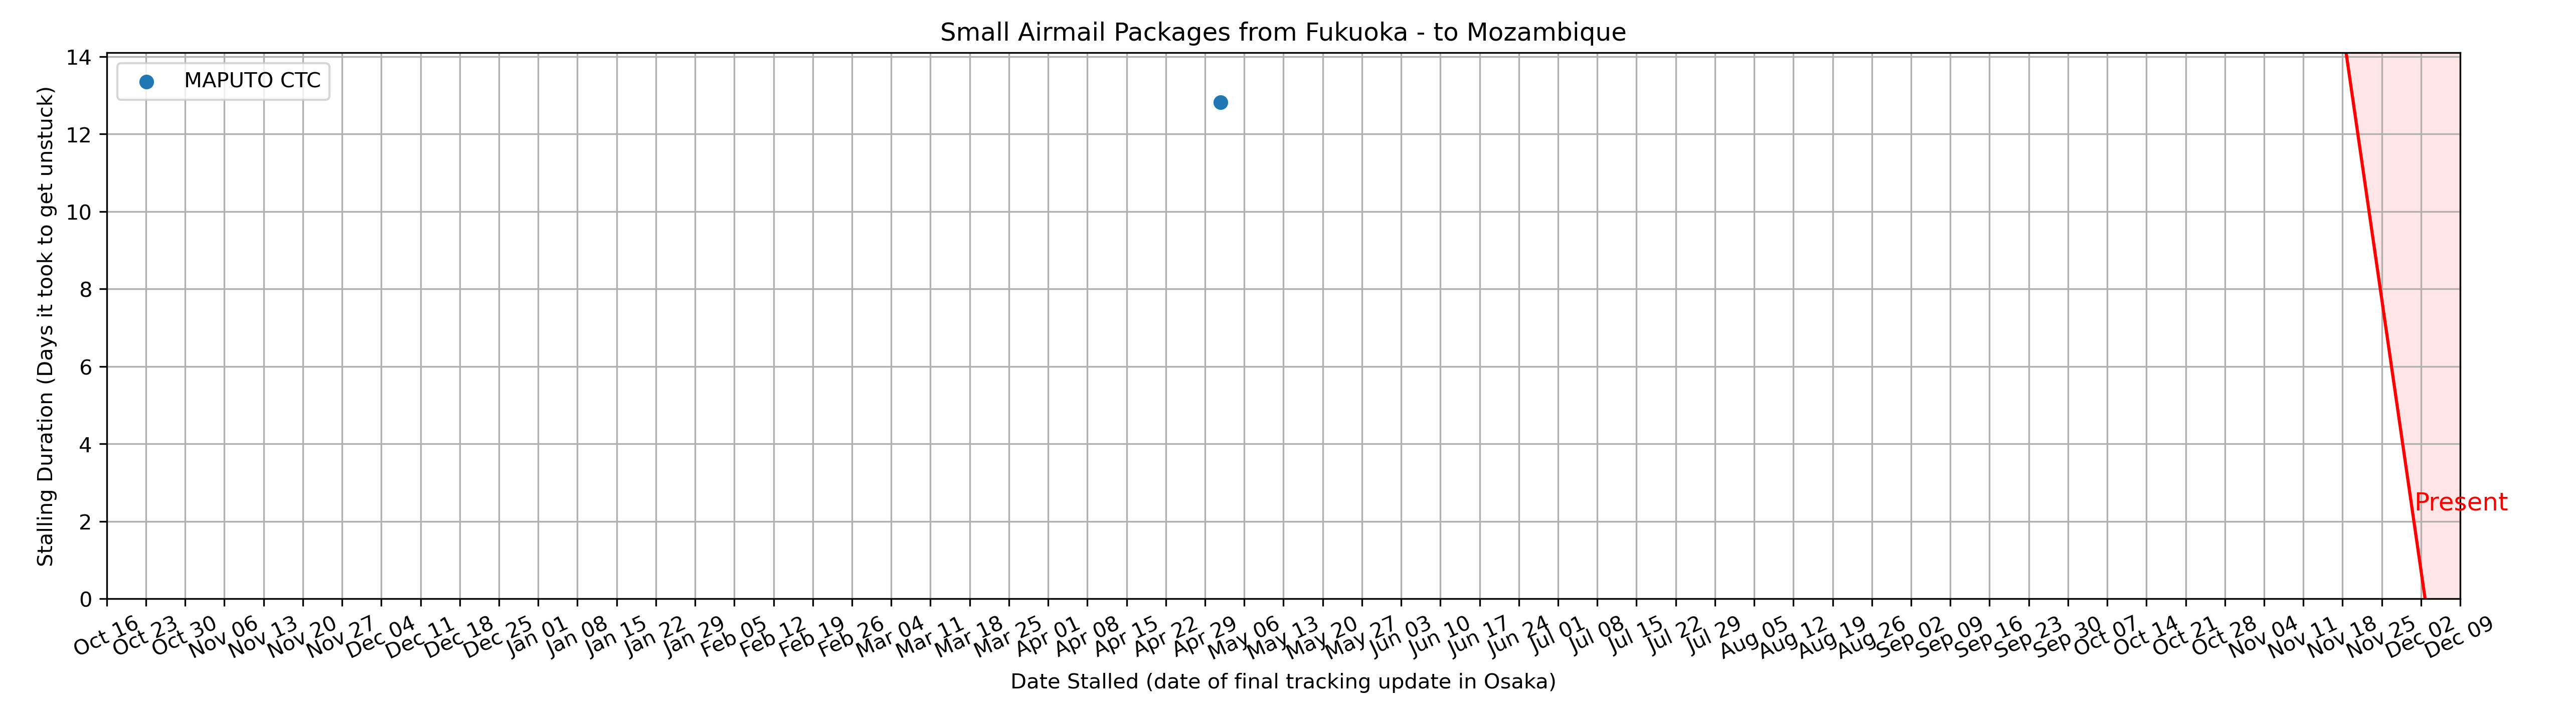 Small Airmail Packages from Fukuoka - to Mozambique
MAPUTO CTC
Stalling Duration (Days it took to get unstuck)
14
12
10
8
6
4
2
0
Present
Oct 16 Oct 23 Oct 30 Nov 06 Nov 13 Nov 20 Nov 27 Dec 04 Dec 11 Dec 18 Dec 25 Jan 01 Jan 08 Jan 15 Jan 22 Jan 29 Feb 05 Feb 12 Feb 19 Feb 26 Mar 04 Mar 11 Mar 18 Mar 25 Apr 01 Apr 08 Apr 15 Apr 22 Apr 29 May 06 May 13 May 20 May 27 Jun 03 Jun 10 Jun 17 Jun 24 Jul 01 Jul 08 Jul 15 Jul 22 Jul 29 Aug 05 Aug 12 Aug 19 Aug 26 Sep 02 Sep 09 Sep 16 Sep 23 Sep 30 Oct 07 Oct 14 Oct 21 Oct 28 Nov 04 Nov 11 Nov 18 Nov 25 Dec 02 Dec 09
Date Stalled (date of final tracking update in Osaka)